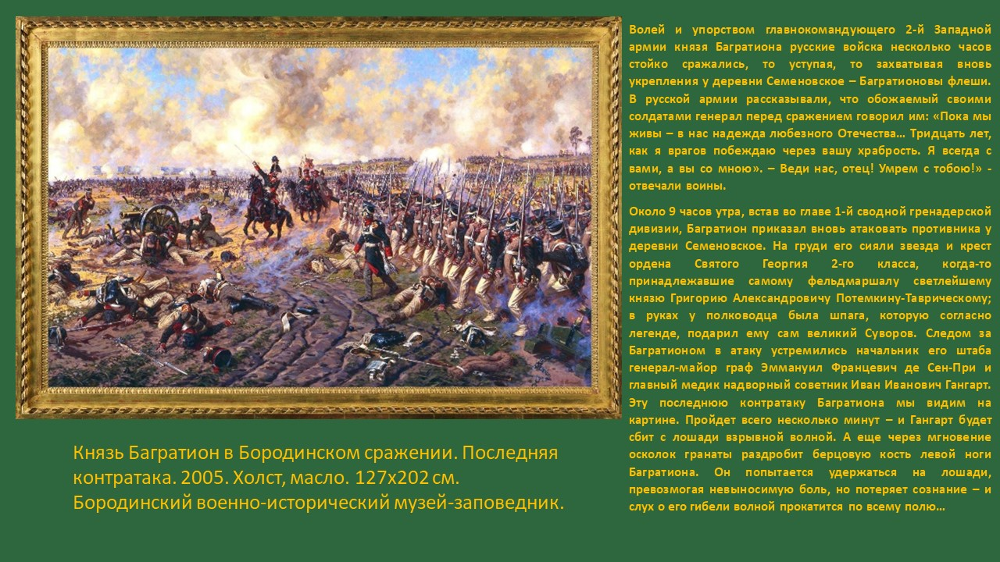 Волей и упорством главнокомандующего 2-й Западной
армии князя Багратиона русские войска несколько часов
стойко сражались, то уступая, то захватывая вновь
укрепления у деревни Семеновское – Багратионовы флеши.
В русской армии рассказывали, что обожаемый своими
солдатами генерал перед сражением говорил им: «Пока мы
живы – в нас надежда любезного Отечества... Тридцать лет,
как я врагов побеждаю через вашу храбрость. Я всегда с
вами, а вы со мною». – Веди нас, отец! Умрем с тобою!» -
отвечали воины.
Около 9 часов утра, встав во главе 1-й сводной гренадерской
дивизии, Багратион приказал вновь атаковать противника у
деревни Семеновское. На груди его сияли звезда и крест
ордена Святого Георгия 2-го класса, когда-то
принадлежавшие самому фельдмаршалу светлейшему
князю Григорию Александровичу Потемкину-Таврическому;
в руках у полководца была шпага, которую согласно
легенде, подарил ему сам великий Суворов. Следом за
Багратионом в атаку устремились начальник его штаба
генерал-майор граф Эммануил Францевич де Сен-При и
главный медик надворный советник Иван Иванович Гангарт.
Эту последнюю контратаку Багратиона мы видим на
картине. Пройдет всего несколько минут – и Гангарт будет
сбит с лошади взрывной волной. А еще через мгновение
осколок гранаты раздробит берцовую кость левой ноги
Багратиона. Он попытается удержаться на лошади,
превозмогая невыносимую боль, но потеряет сознание – и
слух о его гибели волной прокатится по всему полю...
Князь Багратион в Бородинском сражении. Последняя
контратака. 2005. Холст, масло. 127х202 см.
Бородинский военно-исторический музей-заповедник.